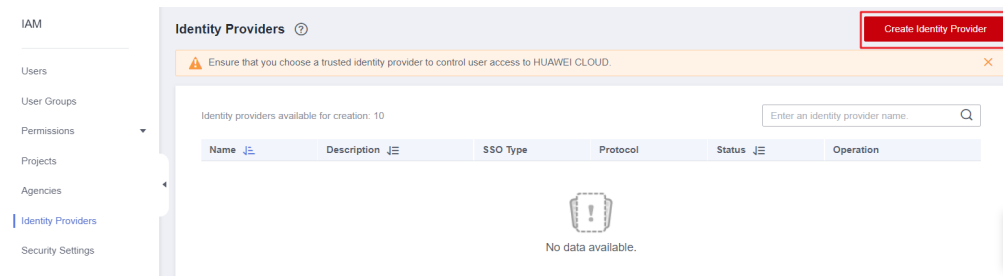 IAM
Users
User Groups
Permissions
Projects
Agencies
Identity Providers
Security Settings
Identity Providers ?
Create Identity Provider
Ensure that you choose a trusted identity provider to control user access to HUAWEI CLOUD.
Identity providers available for creation: 10
Enter an identity provider name.
Name Description SSO Type Protocol Status Operation
No data available.